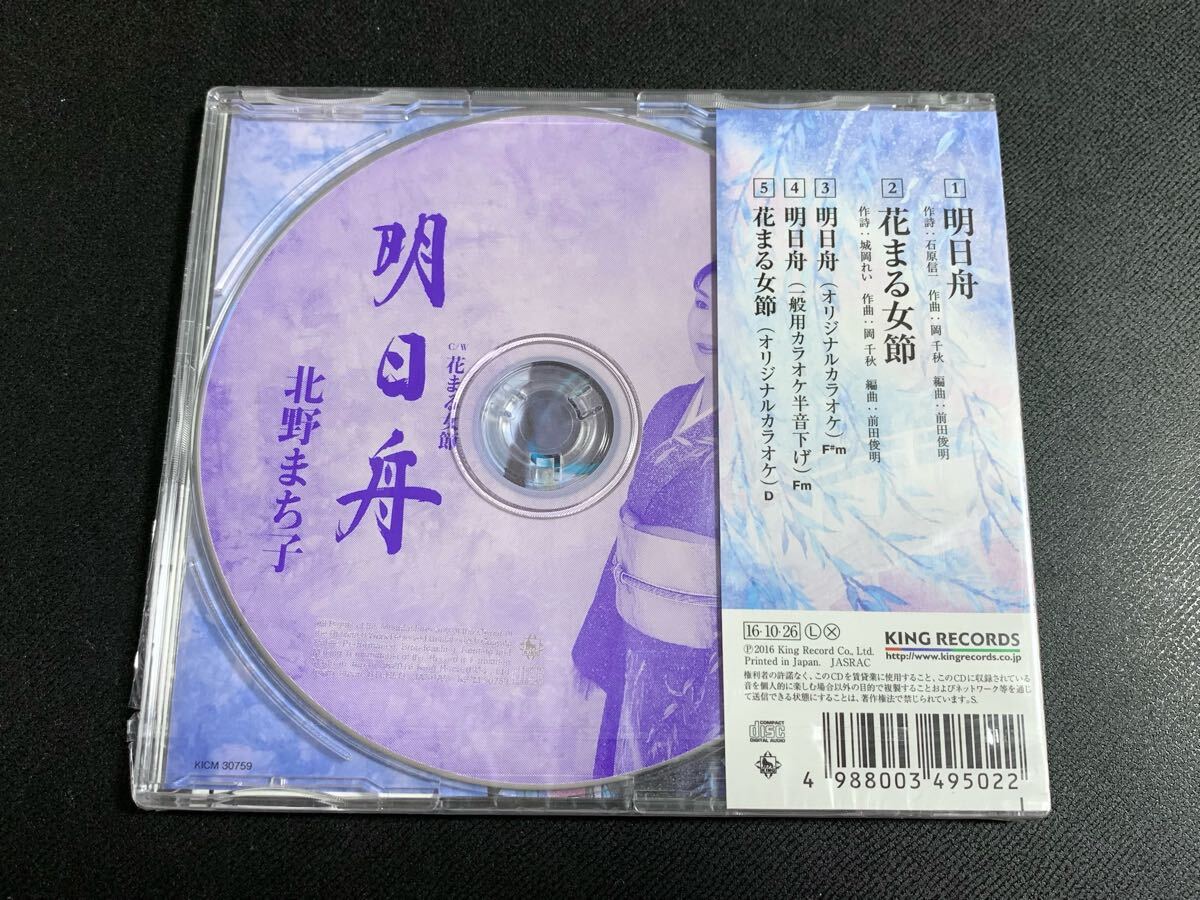 明日舟
C/W
花まる女節
北野まち子
KICM 30759
1 明日舟
作詩：石原信一 作曲：岡 千秋 編曲：前田俊明
2 花まる女節
作詩：城岡れい 作曲：岡 千秋 編曲：前田俊明
3 明日舟（オリジナルカラオケ）F#m
4 明日舟（一般用カラオケ半音下げ）Fm
5 花まる女節（オリジナルカラオケ）D
16・10・26 Ⓛ Ⓧ
Ⓟ2016 King Record Co., Ltd.
Printed in Japan. JASRAC
KING RECORDS
http://www.kingrecords.co.jp
権利者の許諾なく、このCDを賃貸業に使用すること、このCDに収録されている
音を個人的に楽しむ場合以外の目的で複製することおよびネットワーク等を通じ
て送信できる状態にすることは、著作権法で禁じられています。S.
COMPACT
disc
DIGITAL AUDIO
4 988003 495022